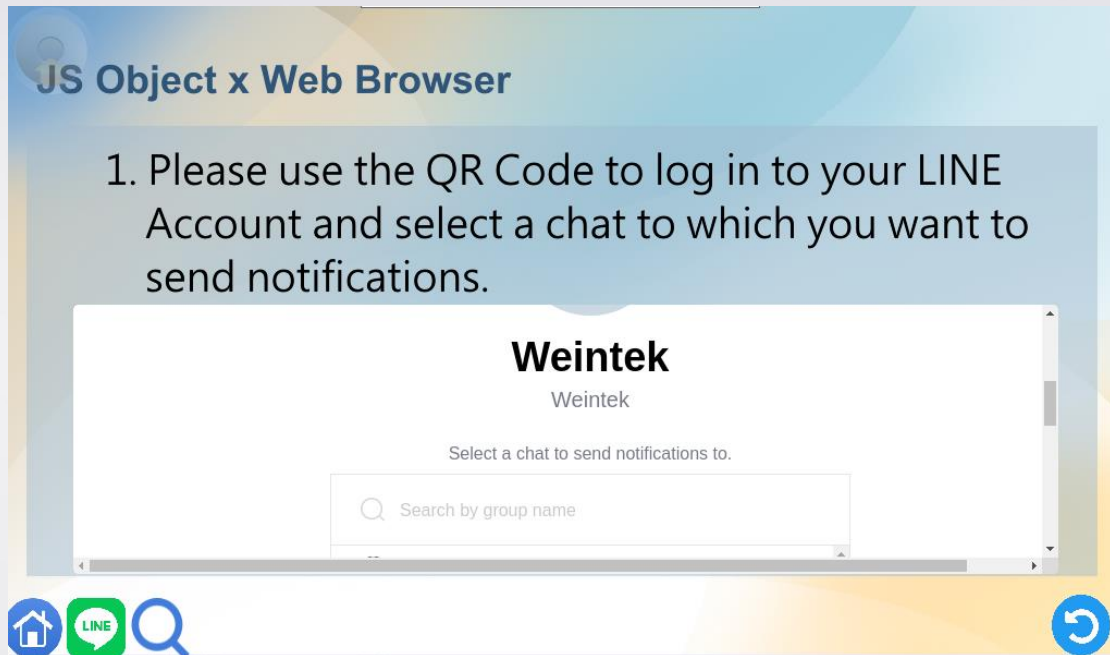 JS Object x Web Browser
1. Please use the QR Code to log in to your LINE
Account and select a chat to which you want to
send notifications.
Weintek
Weintek
Select a chat to send notifications to.
Search by group name
LINE